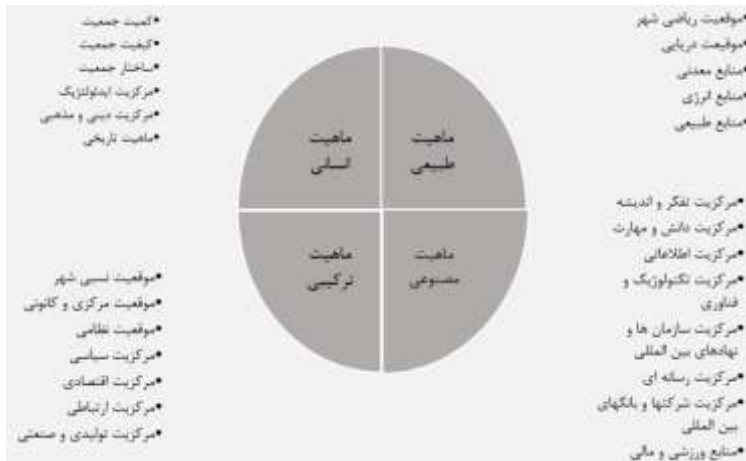 •موقعیت ریاضی شهر
•موقیعت دریایی
•منابع معدنی
•منابع انرژی
•منابع طبیعی
•کمیت جمعیت
•کیفیت جمعیت
•ساختار جمعیت
•مرکزیت ایدئولتژیک
•مرکزیت دینی و مذهبی
•ماهیت تاریخی
ماهیت
طبیعی
ماهیت
انسانی
ماهیت
مصنوعی
ماهیت
ترکیبی
•مرکزیت تفکر و اندیشه
•مرکزیت دانش و مهارت
•مرکزیت اطلاعاتی
•مرکزیت تکنولوژیک و
فناوری
•مرکزیت سازمان ها و
نهادهای بین المللی
•مرکزیت رسانه ای
•مرکزیت شرکتها و بانکهای
بین المللی
•منابع ورزشی و مالی
•موقعیت نسبی شهر
•موقعیت مرکزی و کانونی
•موقعیت نظامی
•مرکزیت سیاسی
•مرکزیت اقتصادی
•مرکزیت ارتباطی
•مرکزیت تولیدی و صنعتی